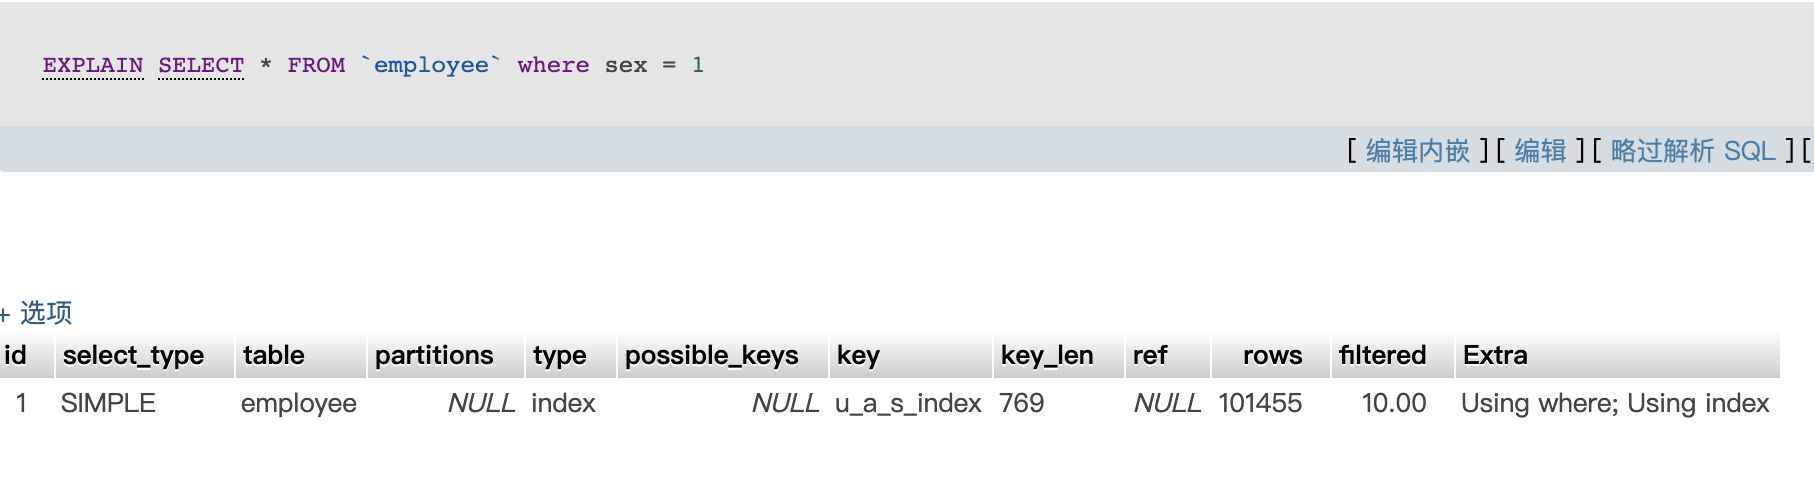 EXPLAIN SELECT * FROM `employee` where sex = 1
[ 编辑内嵌 ][ 编辑 ][ 略过解析 SQL ][
+ 选项
id select_type table partitions type possible_keys key key_len ref rows filtered Extra
1 SIMPLE employee NULL index NULL u_a_s_index 769 NULL 101455 10.00 Using where; Using index